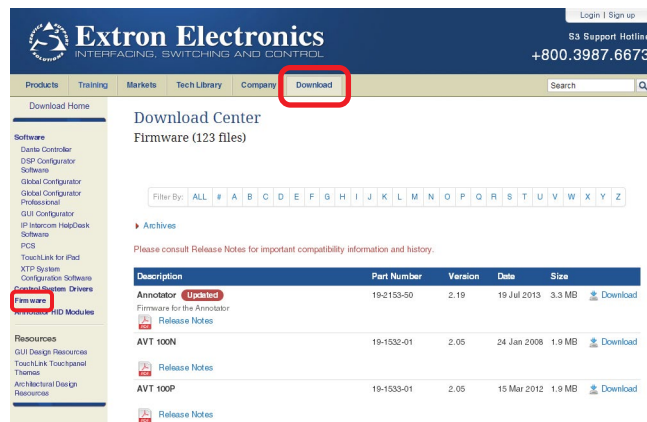 Login | Sign up
S3 Support Hotline
+800.3987.6673
SERVICE SUPPORT SOLUTIONS
S3
Extron Electronics
INTERFACING, SWITCHING AND CONTROL
Products Training Markets Tech Library Company Download
Search
Download Home
Software
Dante Controller
DSP Configurator
Software
Global Configurator
Global Configurator
Professional
GUI Configurator
IP Intercom HelpDesk
Software
PCS
TouchLink for iPad
XTP System
Configuration Software
Control System Drivers
Firmware
Annotator HID Modules
Resources
GUI Design Resources
TouchLink Touchpanel
Themes
Architectural Design
Resources
Download Center
Firmware (123 files)
Filter By: ALL # A B C D E F G H I J K L M N O P Q R S T U V W X Y Z
Archives
Please consult Release Notes for important compatibility information and history.
Description Part Number Version Date Size
Annotator Updated 19-2153-50 2.19 19 Jul 2013 3.3 MB Download
Firmware for the Annotator
Release Notes
AVT 100N 19-1532-01 2.05 24 Jan 2008 1.9 MB Download
Release Notes
AVT 100P 19-1533-01 2.05 15 Mar 2012 1.9 MB Download
Release Notes